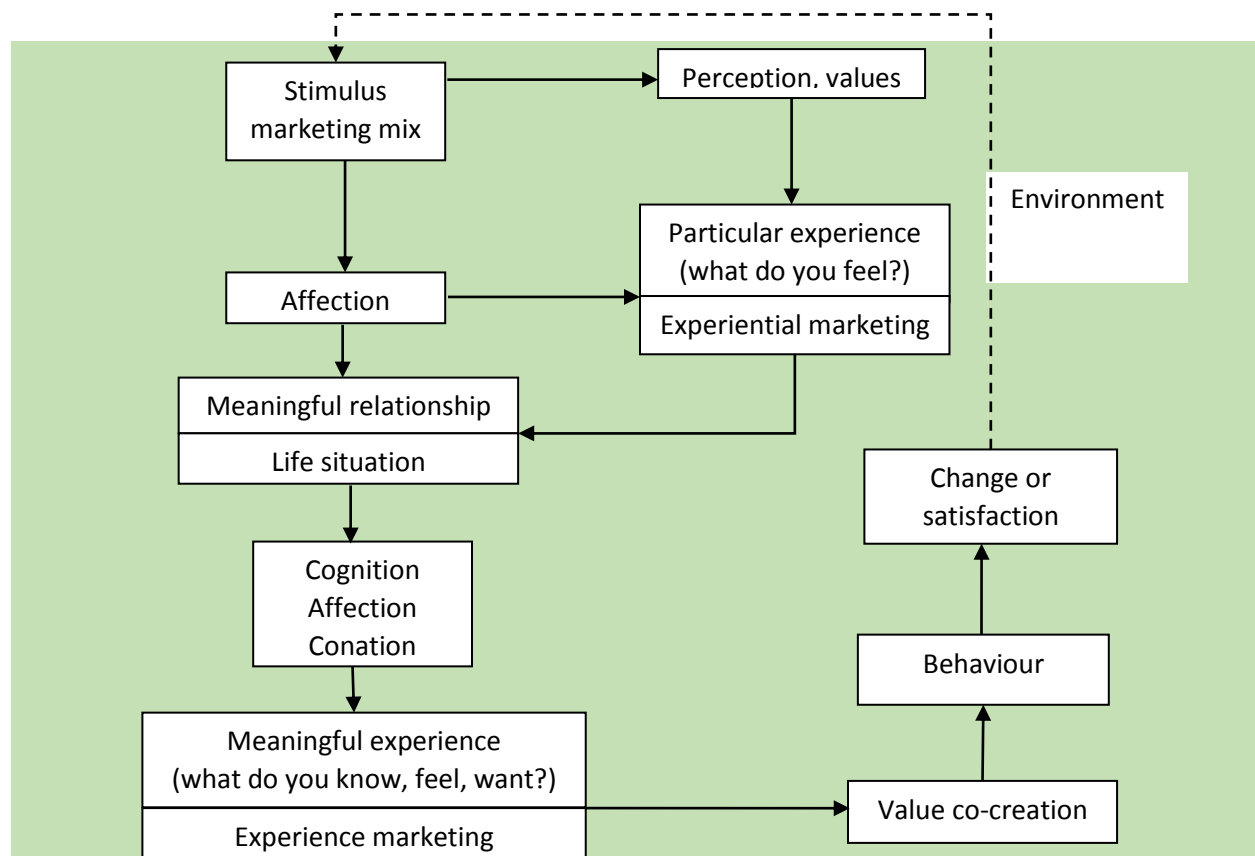 Stimulus
marketing mix
Perception, values
Environment
Particular experience
(what do you feel?)
Experiential marketing
Affection
Meaningful relationship
Life situation
Change or
satisfaction
Cognition
Affection
Conation
Behaviour
Meaningful experience
(what do you know, feel, want?)
Experience marketing
Value co-creation